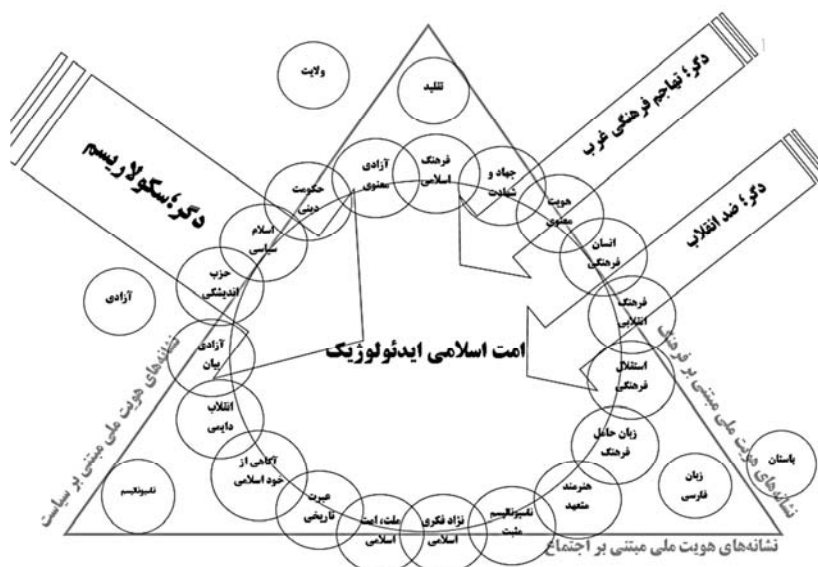 ولایت
تقلید
دگر؛ تهاجم فرهنگی غرب
دگر؛ ضد انقلاب
دگر؛ سکولاریسم
فرهنگ
اسلامی
جهاد و
شهادت
هویت
معنوی
انسان
فرهنگی
فرهنگ
انقلابی
استقلال
فرهنگی
زبان حامل
فرهنگ
هنرمند
متعهد
ناسیونالیسم
مثبت
نژاد فکری
اسلامی
ملت، امت
اسلامی
عبرت
تاریخی
آگاهی از
خود اسلامی
انقلاب
دایمی
آزادی
بیان
حزب
اندیشگی
اسلام
سیاسی
حکومت
دینی
آزادی
معنوی
امت اسلامی ایدئولوژیک
آزادی
ناسیونالیسم
زبان
فارسی
باستان
نشانه‌های هویت ملی مبتنی بر سیاست
نشانه‌های هویت ملی مبتنی بر فرهنگ
نشانه‌های هویت ملی مبتنی بر اجتماع